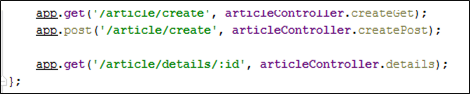 app.get('/article/create', articleController.createGet);
app.post('/article/create', articleController.createPost);
app.get('/article/details/:id', articleController.details);
};